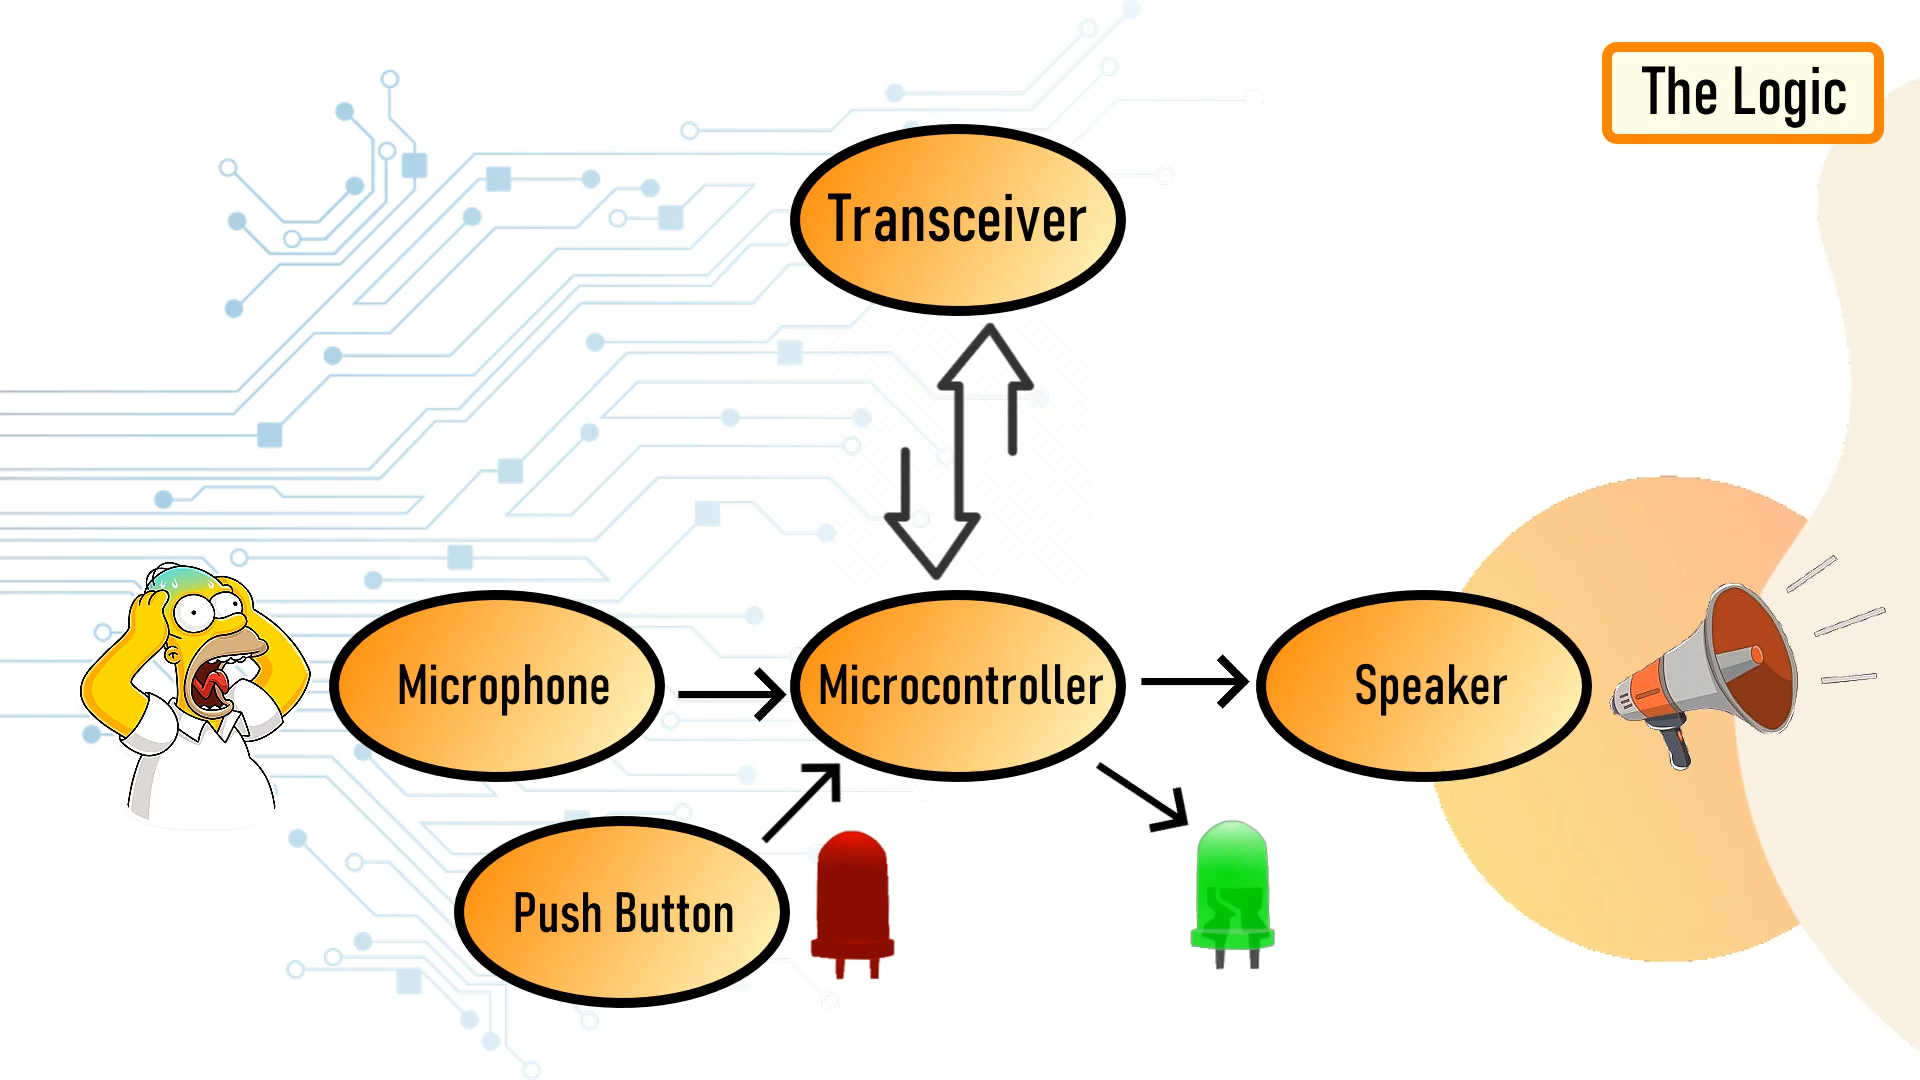 The Logic
Transceiver
Microphone
Microcontroller
Speaker
Push Button